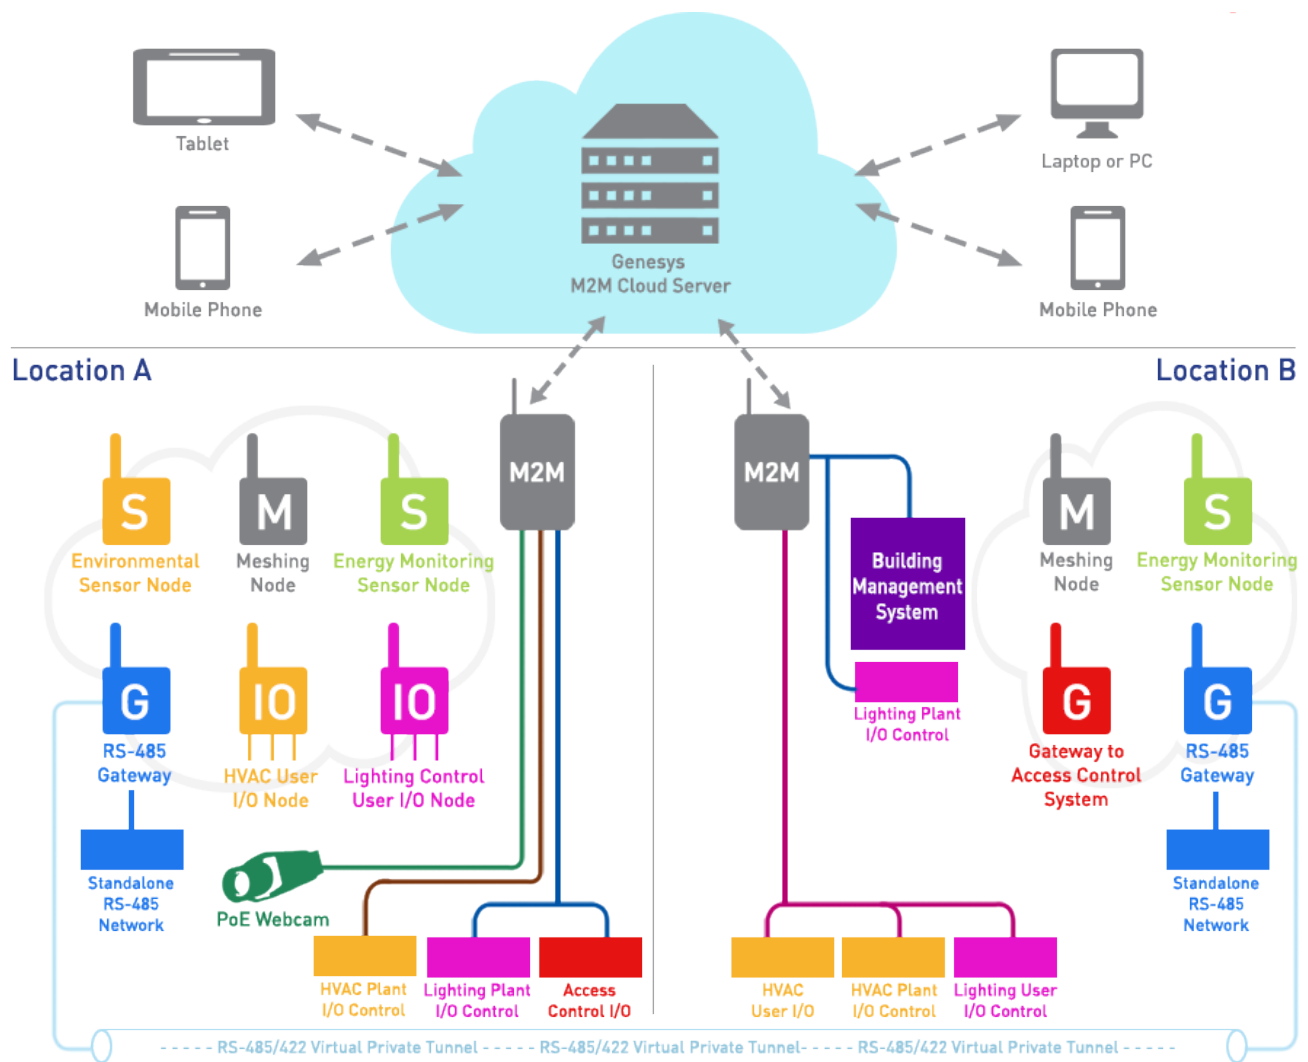 Tablet
Laptop or PC
Genesys
M2M Cloud Server
Mobile Phone
Mobile Phone
Location A
Location B
M2M
M2M
S
M
S
M
S
Environmental
Sensor Node
Meshing
Node
Energy Monitoring
Sensor Node
Building
Management
System
Meshing
Node
Energy Monitoring
Sensor Node
G
IO
IO
G
G
Lighting Plant
I/O Control
RS-485
Gateway
HVAC User
I/O Node
Lighting Control
User I/O Node
Gateway to
Access Control
System
RS-485
Gateway
Standalone
RS-485
Network
PoE Webcam
Standalone
RS-485
Network
HVAC Plant
I/O Control
Lighting Plant
I/O Control
Access
Control I/O
HVAC
User I/O
HVAC Plant
I/O Control
Lighting User
I/O Control
- - - - - RS-485/422 Virtual Private Tunnel - - - - - RS-485/422 Virtual Private Tunnel- - - - - RS-485/422 Virtual Private Tunnel - - - - -